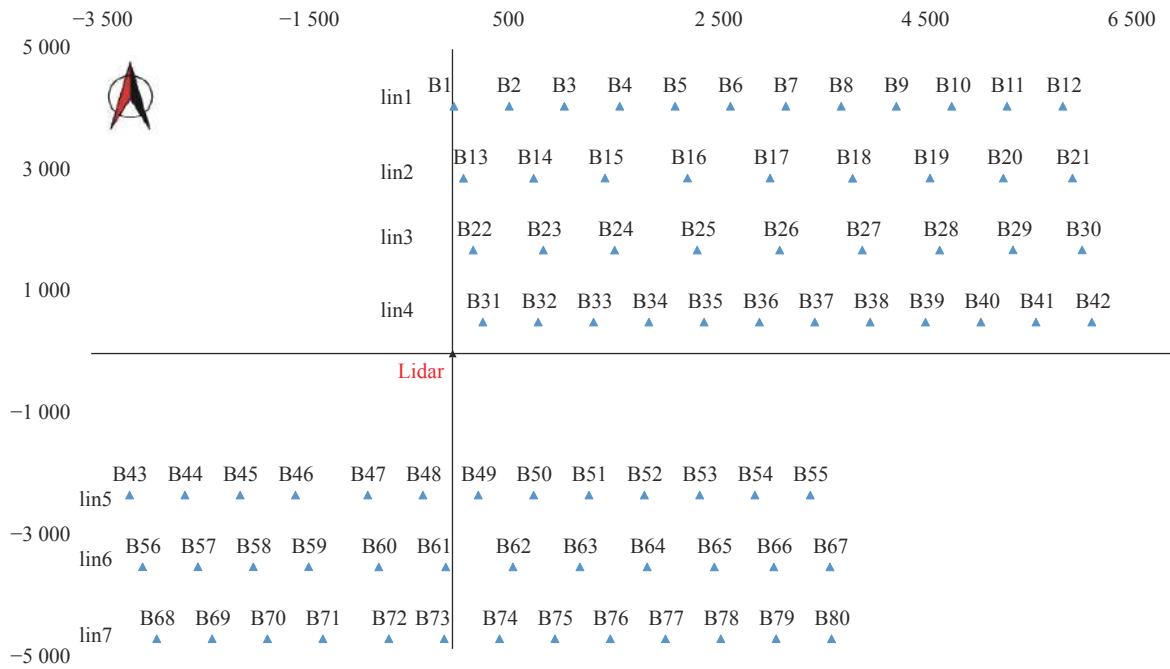 −3 500 −1 500 500 2 500 4 500 6 500
5 000
lin1 B1 B2 B3 B4 B5 B6 B7 B8 B9 B10 B11 B12
3 000
lin2 B13 B14 B15 B16 B17 B18 B19 B20 B21
lin3 B22 B23 B24 B25 B26 B27 B28 B29 B30
1 000
lin4 B31 B32 B33 B34 B35 B36 B37 B38 B39 B40 B41 B42
Lidar
−1 000
lin5 B43 B44 B45 B46 B47 B48 B49 B50 B51 B52 B53 B54 B55
−3 000
lin6 B56 B57 B58 B59 B60 B61 B62 B63 B64 B65 B66 B67
lin7 B68 B69 B70 B71 B72 B73 B74 B75 B76 B77 B78 B79 B80
−5 000